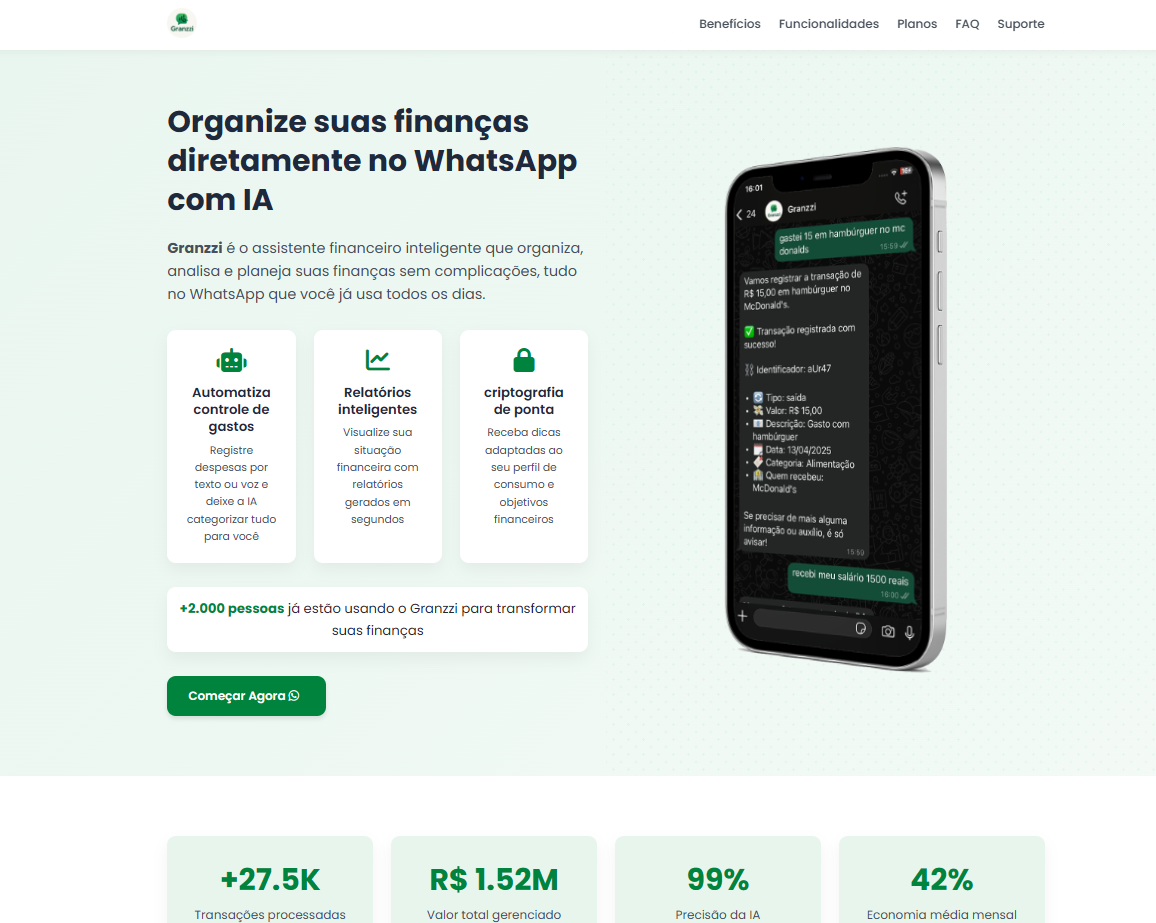 Granzzi
Benefícios Funcionalidades Planos FAQ Suporte
Organize suas finanças
diretamente no WhatsApp
com IA
Granzzi é o assistente financeiro inteligente que organiza,
analisa e planeja suas finanças sem complicações, tudo
no WhatsApp que você já usa todos os dias.
Automatiza
controle de
gastos
Registre
despesas por
texto ou voz e
deixe a IA
categorizar tudo
para você
Relatórios
inteligentes
Visualize sua
situação
financeira com
relatórios
gerados em
segundos
criptografia
de ponta
Receba dicas
adaptadas ao
seu perfil de
consumo e
objetivos
financeiros
+2.000 pessoas já estão usando o Granzzi para transformar
suas finanças
Começar Agora
16:01
24 Granzzi
gastei 15 em hambúrguer no mc
donalds
15:59
Vamos registrar a transação de
R$ 15,00 em hambúrguer no
McDonald's.
✅ Transação registrada com
sucesso!
Identificador: aUr47
• Tipo: saída
• Valor: R$ 15,00
• Descrição: Gasto com
hambúrguer
• Data: 13/04/2025
• Categoria: Alimentação
• Quem recebeu:
McDonald's
Se precisar de mais alguma
informação ou auxílio, é só
avisar!
15:59
recebi meu salário 1500 reais
16:00
+27.5K
Transações processadas
R$ 1.52M
Valor total gerenciado
99%
Precisão da IA
42%
Economia média mensal